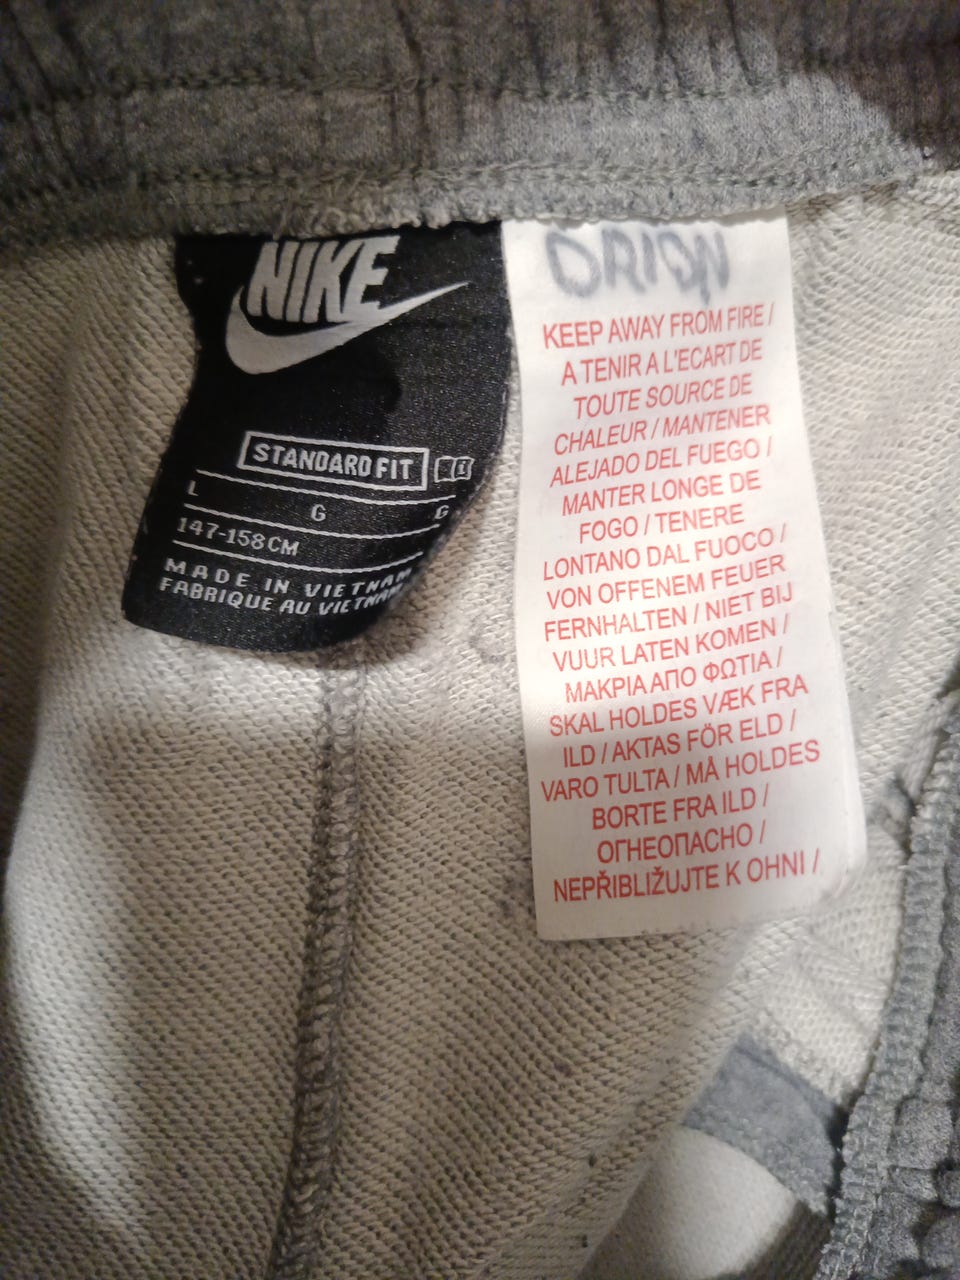 NIKE
STANDARD FIT
L G G
147-158CM
MADE IN VIETNAM
FABRIQUE AU VIETNAM
ORION
KEEP AWAY FROM FIRE /
A TENIR A L'ECART DE
TOUTE SOURCE DE
CHALEUR / MANTENER
ALEJADO DEL FUEGO /
MANTER LONGE DE
FOGO / TENERE
LONTANO DAL FUOCO /
VON OFFENEM FEUER
FERNHALTEN / NIET BIJ
VUUR LATEN KOMEN /
ΜΑΚΡΙΑ ΑΠΟ ΦΩΤΙΑ /
SKAL HOLDES VÆK FRA
ILD / AKTAS FÖR ELD /
VARO TULTA / MÅ HOLDES
BORTE FRA ILD /
ОГНЕОПАСНО /
NEPŘIBLIŽUJTE K OHNI /